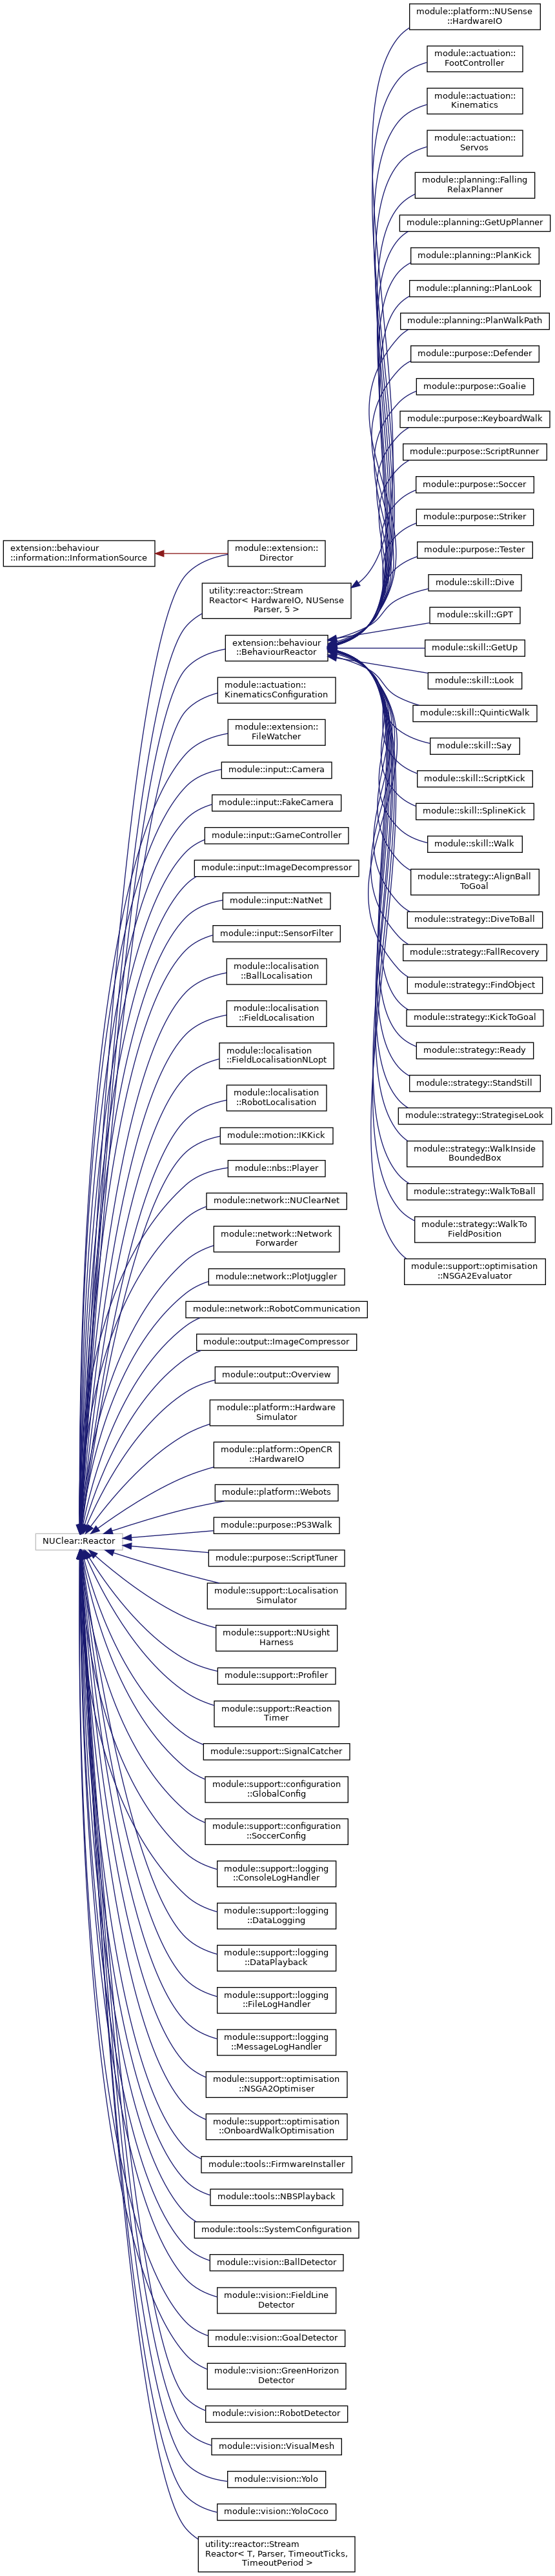 module::platform::NUSense
::HardwareIO
module::actuation::
FootController
module::actuation::
Kinematics
module::actuation::
Servos
module::planning::Falling
RelaxPlanner
module::planning::GetUpPlanner
module::planning::PlanKick
module::planning::PlanLook
module::planning::PlanWalkPath
module::purpose::Defender
module::purpose::Goalie
module::purpose::KeyboardWalk
module::purpose::ScriptRunner
module::purpose::Soccer
module::purpose::Striker
module::purpose::Tester
module::skill::Dive
module::skill::GPT
module::skill::GetUp
module::skill::Look
module::skill::QuinticWalk
module::skill::Say
module::skill::ScriptKick
module::skill::SplineKick
module::skill::Walk
module::strategy::AlignBall
ToGoal
module::strategy::DiveToBall
module::strategy::FallRecovery
module::strategy::FindObject
module::strategy::KickToGoal
module::strategy::Ready
module::strategy::StandStill
module::strategy::StrategiseLook
module::strategy::WalkInside
BoundedBox
module::strategy::WalkToBall
module::strategy::WalkTo
FieldPosition
module::support::optimisation
::NSGA2Evaluator
extension::behaviour
::information::InformationSource
module::extension::
Director
utility::reactor::Stream
Reactor< HardwareIO, NUSense
Parser, 5 >
extension::behaviour
::BehaviourReactor
module::actuation::
KinematicsConfiguration
module::extension::
FileWatcher
module::input::Camera
module::input::FakeCamera
module::input::GameController
module::input::ImageDecompressor
module::input::NatNet
module::input::SensorFilter
module::localisation
::BallLocalisation
module::localisation
::FieldLocalisation
module::localisation
::FieldLocalisationNLopt
module::localisation
::RobotLocalisation
module::motion::IKKick
module::nbs::Player
module::network::NUClearNet
module::network::Network
Forwarder
module::network::PlotJuggler
module::network::RobotCommunication
module::output::ImageCompressor
module::output::Overview
module::platform::Hardware
Simulator
module::platform::OpenCR
::HardwareIO
module::platform::Webots
NUClear::Reactor
module::purpose::PS3Walk
module::purpose::ScriptTuner
module::support::Localisation
Simulator
module::support::NUsight
Harness
module::support::Profiler
module::support::Reaction
Timer
module::support::SignalCatcher
module::support::configuration
::GlobalConfig
module::support::configuration
::SoccerConfig
module::support::logging
::ConsoleLogHandler
module::support::logging
::DataLogging
module::support::logging
::DataPlayback
module::support::logging
::FileLogHandler
module::support::logging
::MessageLogHandler
module::support::optimisation
::NSGA2Optimiser
module::support::optimisation
::OnboardWalkOptimisation
module::tools::FirmwareInstaller
module::tools::NBSPlayback
module::tools::SystemConfiguration
module::vision::BallDetector
module::vision::FieldLine
Detector
module::vision::GoalDetector
module::vision::GreenHorizon
Detector
module::vision::RobotDetector
module::vision::VisualMesh
module::vision::Yolo
module::vision::YoloCoco
utility::reactor::Stream
Reactor< T, Parser, TimeoutTicks,
TimeoutPeriod >